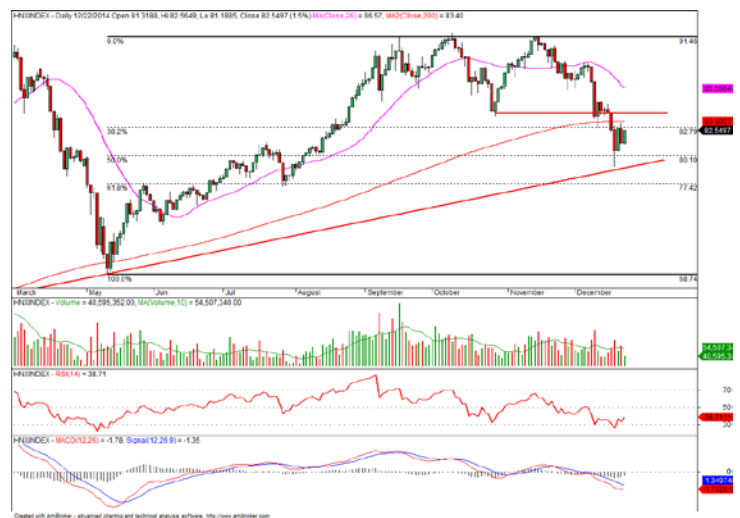 HNXINDEX - Daily 12/22/2014 Open 81.3188, Hi 82.5649, Lo 81.1885, Close 82.5497 (1.5%) MA(Close,26) = 86.57, MA2(Close,200) = 83.40
0.0% 91.46
38.2% 82.79
82.5497
50.0% 80.10
61.8% 77.42
100.0% 68.74
March May Jun Jul August September October November December
HNXINDEX - Volume = 40,595,352.00, MA(Volume,10) = 54,507,348.00
HNXINDEX - RSI(14) = 38.71
70
50
30
HNXINDEX - MACD(12,26) = -1.78, Signal(12,26,9) = -1.35
0
Created with AmiBroker - advanced charting and technical analysis software. http://www.amibroker.com